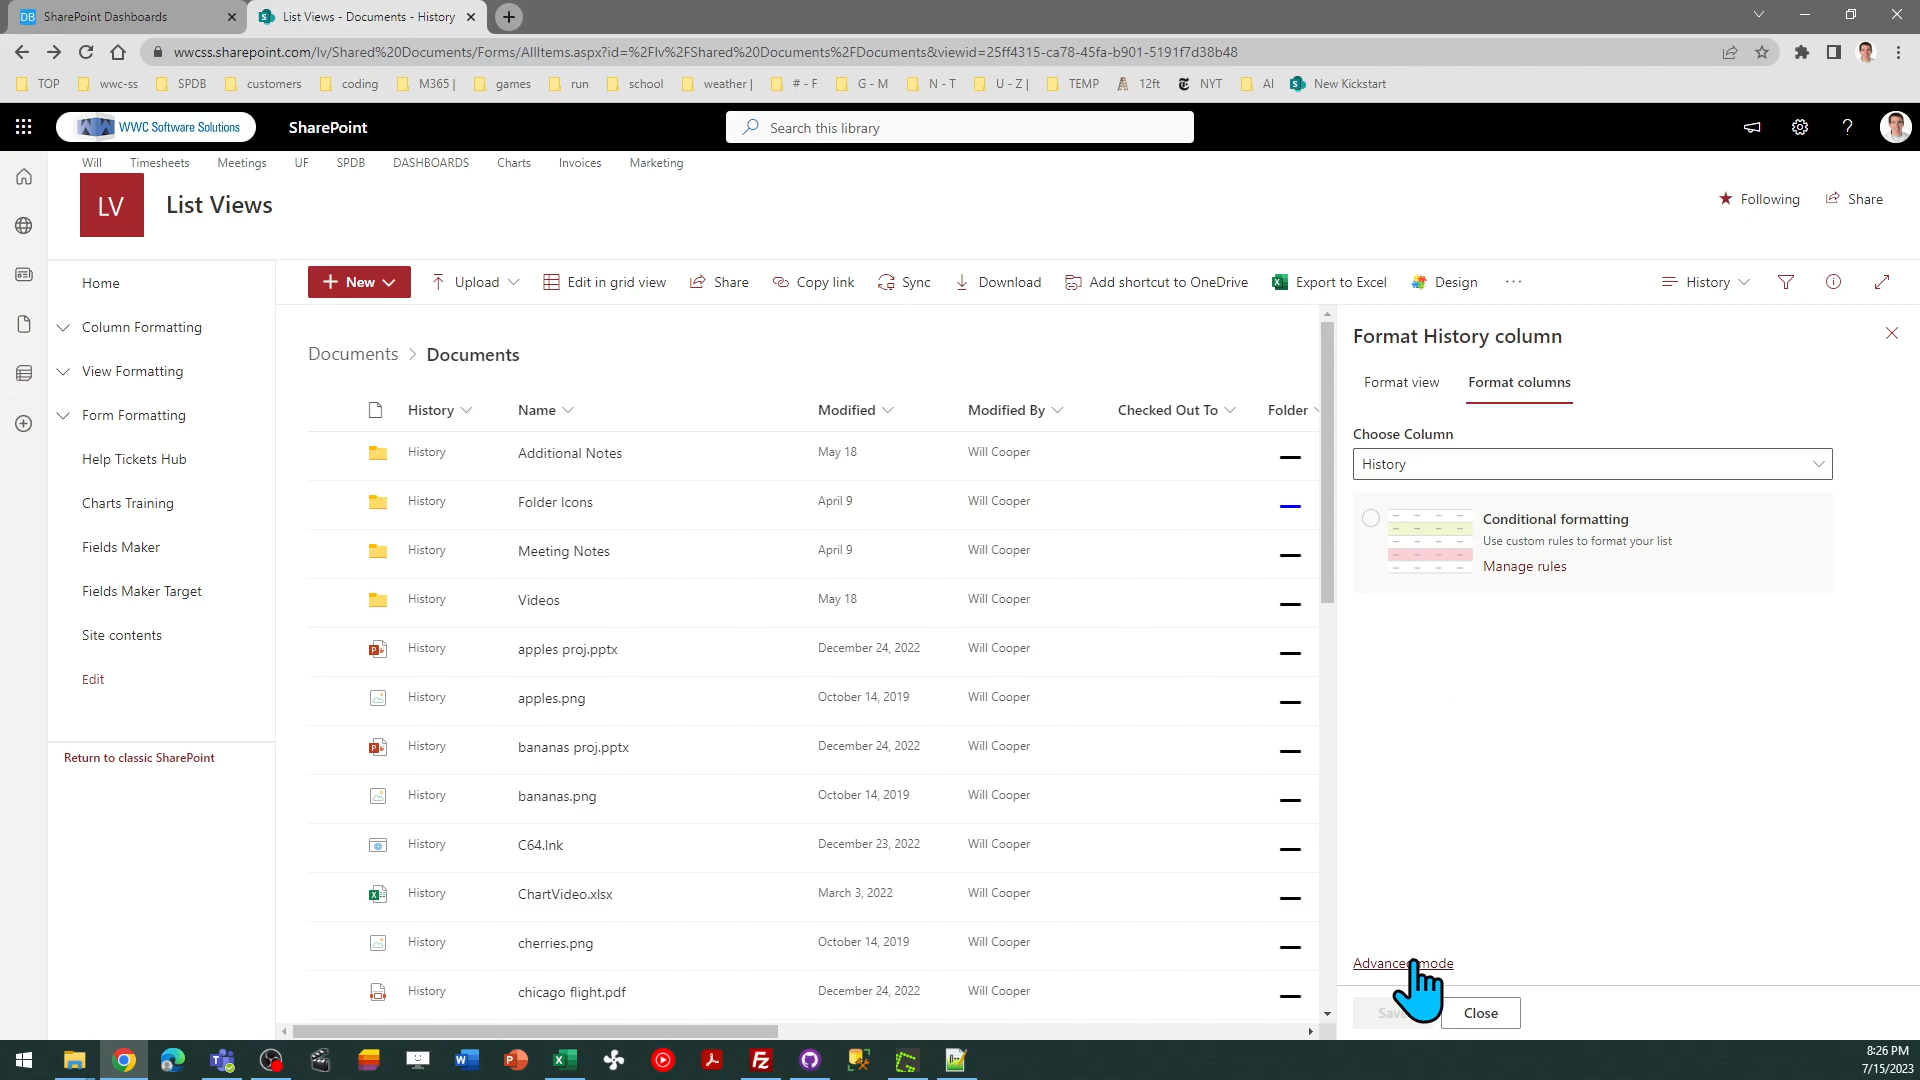 DB SharePoint Dashboards
List Views - Documents - History
wwcss.sharepoint.com/lv/Shared%20Documents/Forms/AllItems.aspx?id=%2Flv%2FShared%20Documents%2FDocuments&viewid=25ff4315-ca78-45fa-b901-5191f7d38b48
TOP wwc-ss SPDB customers coding M365 | games run school weather | # - F G - M N - T U - Z | TEMP 12ft NYT AI New Kickstart
WWC Software Solutions SharePoint Search this library
Will Timesheets Meetings UF SPDB DASHBOARDS Charts Invoices Marketing
LV List Views
Following Share
Home
Column Formatting
View Formatting
Form Formatting
Help Tickets Hub
Charts Training
Fields Maker
Fields Maker Target
Site contents
Edit
Return to classic SharePoint
New Upload Edit in grid view Share Copy link Sync Download Add shortcut to OneDrive Export to Excel Design ... History
Documents > Documents
History Name Modified Modified By Checked Out To Folder
History Additional Notes May 18 Will Cooper
History Folder Icons April 9 Will Cooper
History Meeting Notes April 9 Will Cooper
History Videos May 18 Will Cooper
History apples proj.pptx December 24, 2022 Will Cooper
History apples.png October 14, 2019 Will Cooper
History bananas proj.pptx December 24, 2022 Will Cooper
History bananas.png October 14, 2019 Will Cooper
History C64.lnk December 23, 2022 Will Cooper
History ChartVideo.xlsx March 3, 2022 Will Cooper
History cherries.png October 14, 2019 Will Cooper
History chicago flight.pdf December 24, 2022 Will Cooper
Format History column
Format view Format columns
Choose Column
History
Conditional formatting
Use custom rules to format your list
Manage rules
Advanced mode
Close
8:26 PM
7/15/2023